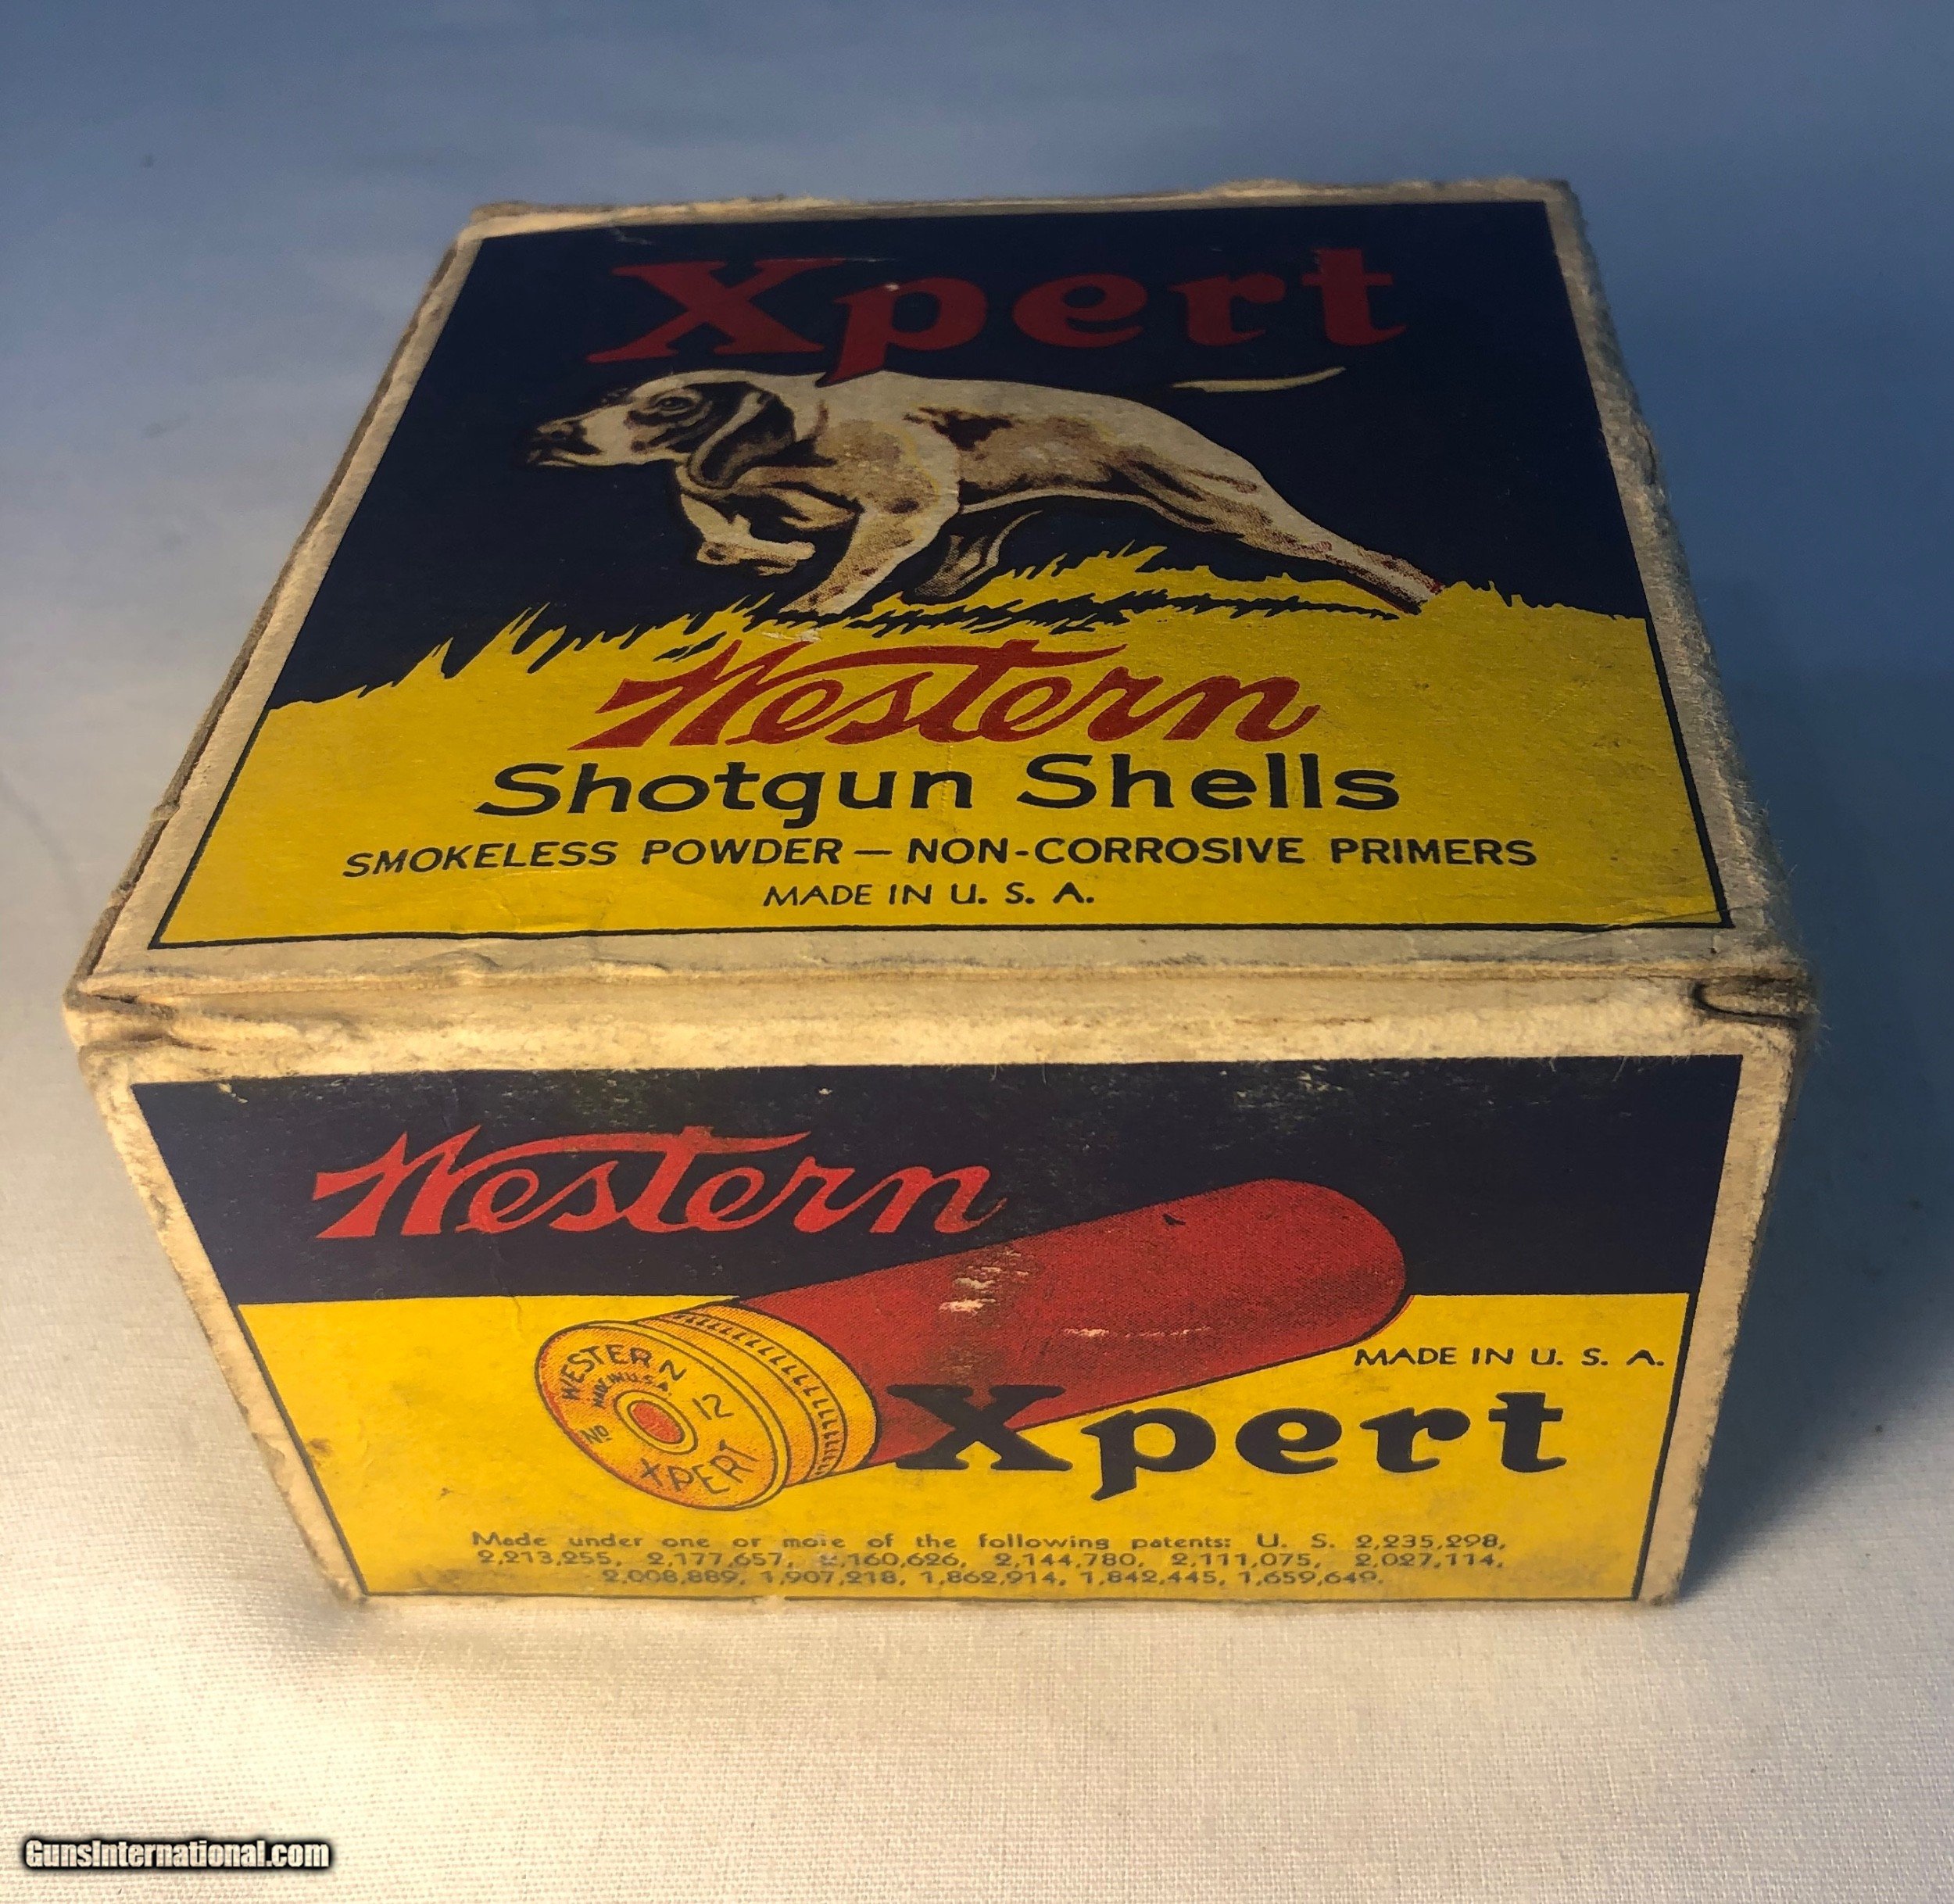 Xpert
Western
Shotgun Shells
SMOKELESS POWDER — NON-CORROSIVE PRIMERS
MADE IN U. S. A.
Western
MADE IN U. S. A.
WESTERN
MADE IN U.S.A.
No 12
XPERT
Xpert
Made under one or more of the following patents: U. S. 2,235,298,
2,213,255, 2,177,657, 2,160,626, 2,144,780, 2,111,075, 2,027,114,
2,008,889, 1,907,218, 1,862,914, 1,842,445, 1,659,649.
GunsInternational.com